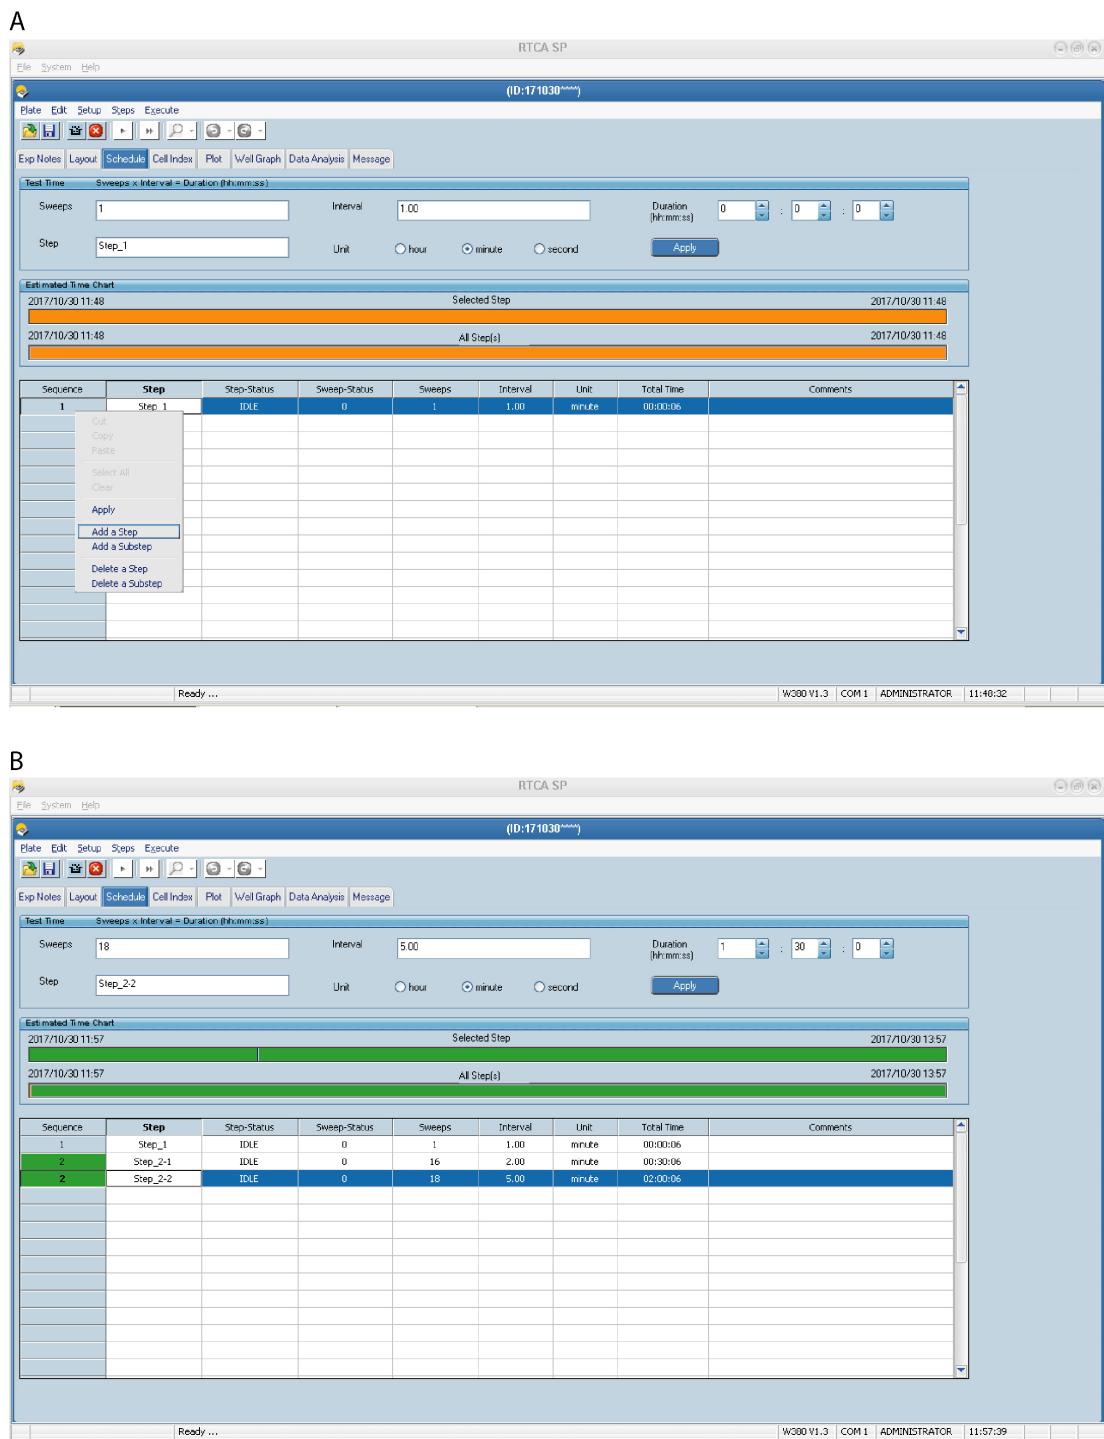 A
RTCA SP
File System Help
(ID:171030****)
Plate Edit Setup Steps Execute
Exp Notes Layout Schedule Cell Index Plot Well Graph Data Analysis Message
Test Time Sweeps x Interval = Duration (hh:mm:ss)
Sweeps 1 Interval 1.00 Duration (hh:mm:ss) 0 : 0 : 0
Step Step_1 Unit hour minute second Apply
Estimated Time Chart
2017/10/30 11:48 Selected Step 2017/10/30 11:48
2017/10/30 11:48 All Step(s) 2017/10/30 11:48
Sequence Step Step-Status Sweep-Status Sweeps Interval Unit Total Time Comments
1 Step_1 IDLE 0 1 1.00 minute 00:00:06
Cut
Copy
Paste
Select All
Clear
Apply
Add a Step
Add a Substep
Delete a Step
Delete a Substep
Ready ... W380 V1.3 COM 1 ADMINISTRATOR 11:48:32
B
RTCA SP
File System Help
(ID:171030****)
Plate Edit Setup Steps Execute
Exp Notes Layout Schedule Cell Index Plot Well Graph Data Analysis Message
Test Time Sweeps x Interval = Duration (hh:mm:ss)
Sweeps 18 Interval 5.00 Duration (hh:mm:ss) 1 : 30 : 0
Step Step_2-2 Unit hour minute second Apply
Estimated Time Chart
2017/10/30 11:57 Selected Step 2017/10/30 13:57
2017/10/30 11:57 All Step(s) 2017/10/30 13:57
Sequence Step Step-Status Sweep-Status Sweeps Interval Unit Total Time Comments
1 Step_1 IDLE 0 1 1.00 minute 00:00:06
2 Step_2-1 IDLE 0 16 2.00 minute 00:30:06
2 Step_2-2 IDLE 0 18 5.00 minute 02:00:06
Ready ... W380 V1.3 COM 1 ADMINISTRATOR 11:57:39